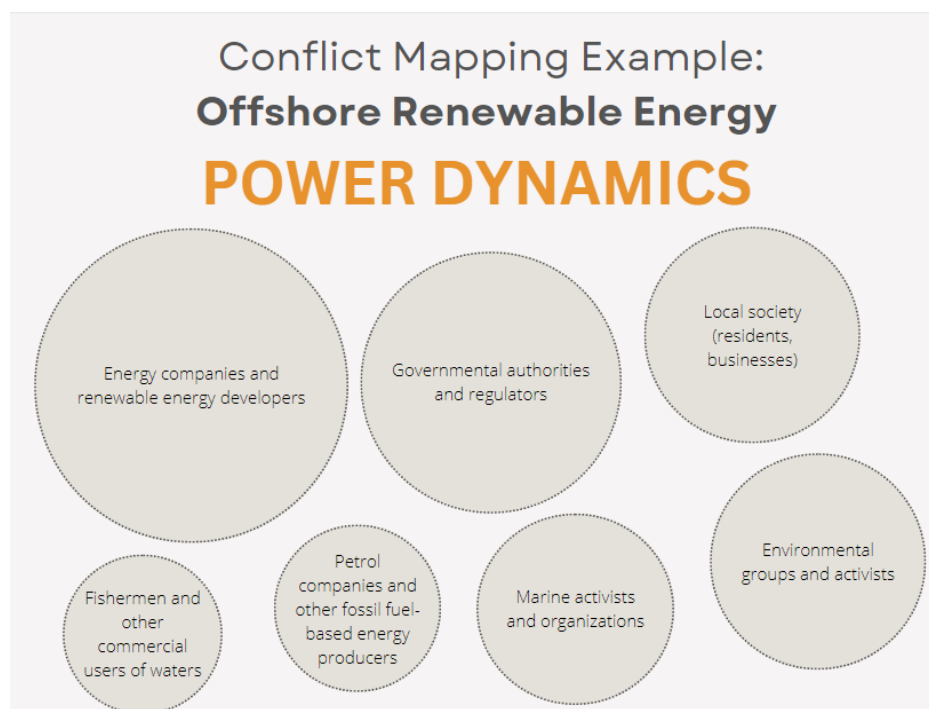 Conflict Mapping Example:
Offshore Renewable Energy
POWER DYNAMICS
Energy companies and
renewable energy developers
Governmental authorities
and regulators
Local society
(residents,
businesses)
Fishermen and
other
commercial
users of waters
Petrol
companies and
other fossil fuel-
based energy
producers
Marine activists
and organizations
Environmental
groups and activists